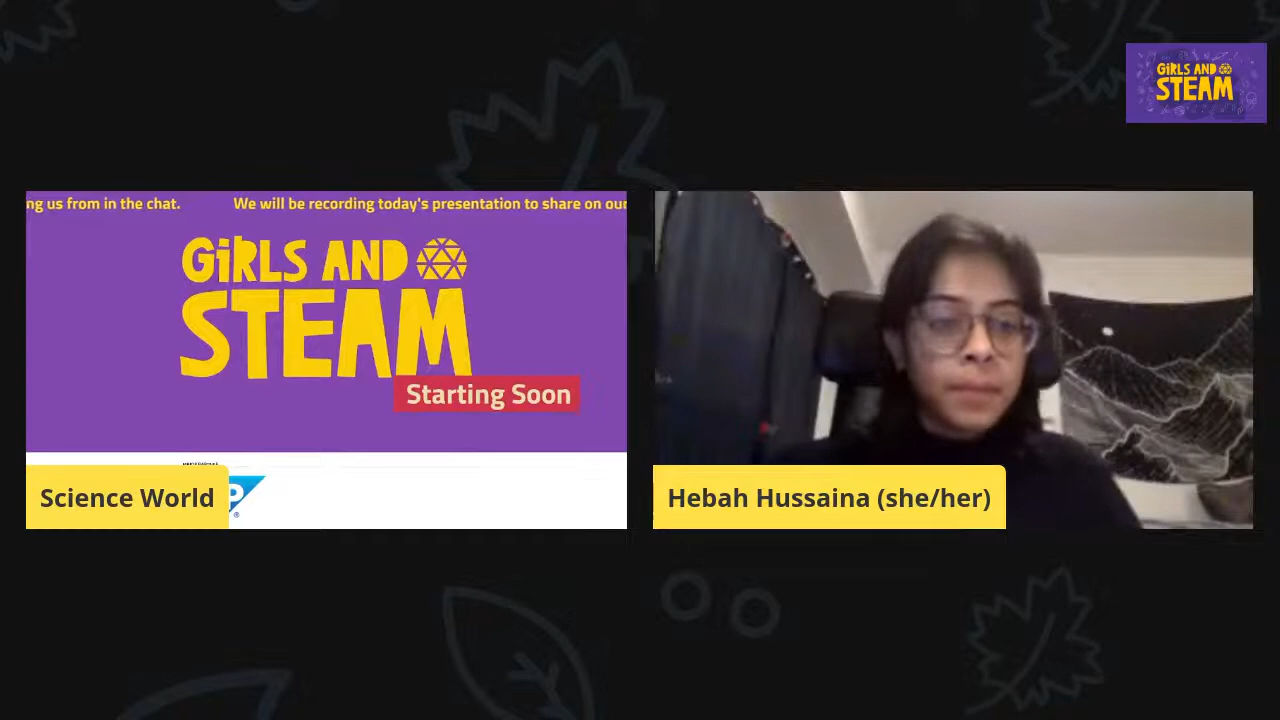 GIRLS AND
STEAM
ng us from in the chat. We will be recording today's presentation to share on our
GIRLS AND
STEAM
Starting Soon
P
®
Science World
Hebah Hussaina (she/her)